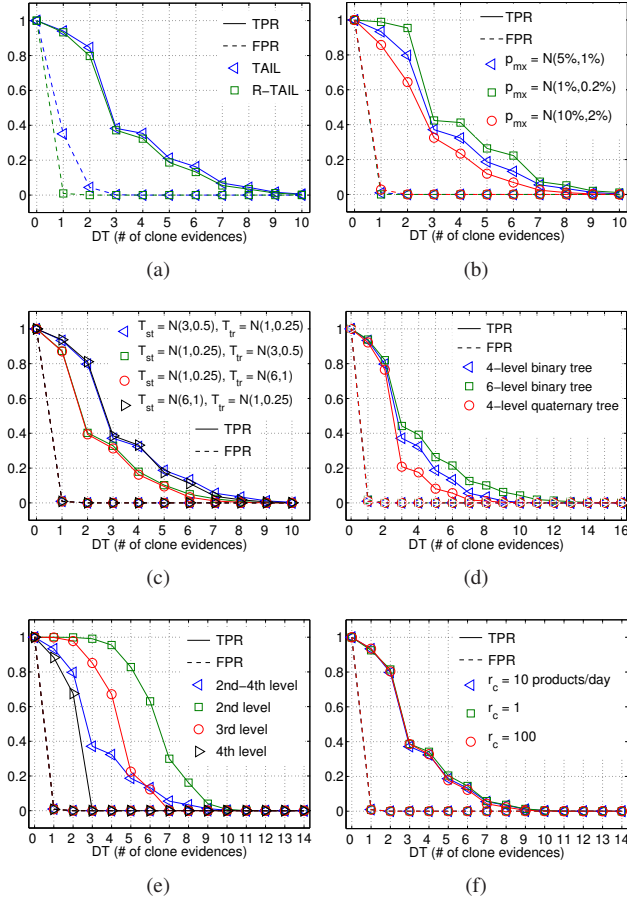 1
0.8
0.6
0.4
0.2
0
0 1 2 3 4 5 6 7 8 9 10
DT (# of clone evidences)
TPR
FPR
TAIL
R−TAIL
(a)
1
0.8
0.6
0.4
0.2
0
0 1 2 3 4 5 6 7 8 9 10
DT (# of clone evidences)
TPR
FPR
p_mx = N(5%,1%)
p_mx = N(1%,0.2%)
p_mx = N(10%,2%)
(b)
1
0.8
0.6
0.4
0.2
0
0 1 2 3 4 5 6 7 8 9 10
DT (# of clone evidences)
T_st = N(3,0.5), T_tr = N(1,0.25)
T_st = N(1,0.25), T_tr = N(3,0.5)
T_st = N(1,0.25), T_tr = N(6,1)
T_st = N(6,1), T_tr = N(1,0.25)
TPR
FPR
(c)
1
0.8
0.6
0.4
0.2
0
0 1 2 3 4 5 6 7 8 9 10 11 12 13 14 15 16
DT (# of clone evidences)
TPR
FPR
4−level binary tree
6−level binary tree
4−level quaternary tree
(d)
1
0.8
0.6
0.4
0.2
0
0 1 2 3 4 5 6 7 8 9 10 11 12 13 14
DT (# of clone evidences)
TPR
FPR
2nd−4th level
2nd level
3rd level
4th level
(e)
1
0.8
0.6
0.4
0.2
0
0 1 2 3 4 5 6 7 8 9 10 11 12 13 14
DT (# of clone evidences)
TPR
FPR
r_c = 10 products/day
r_c = 1
r_c = 100
(f)